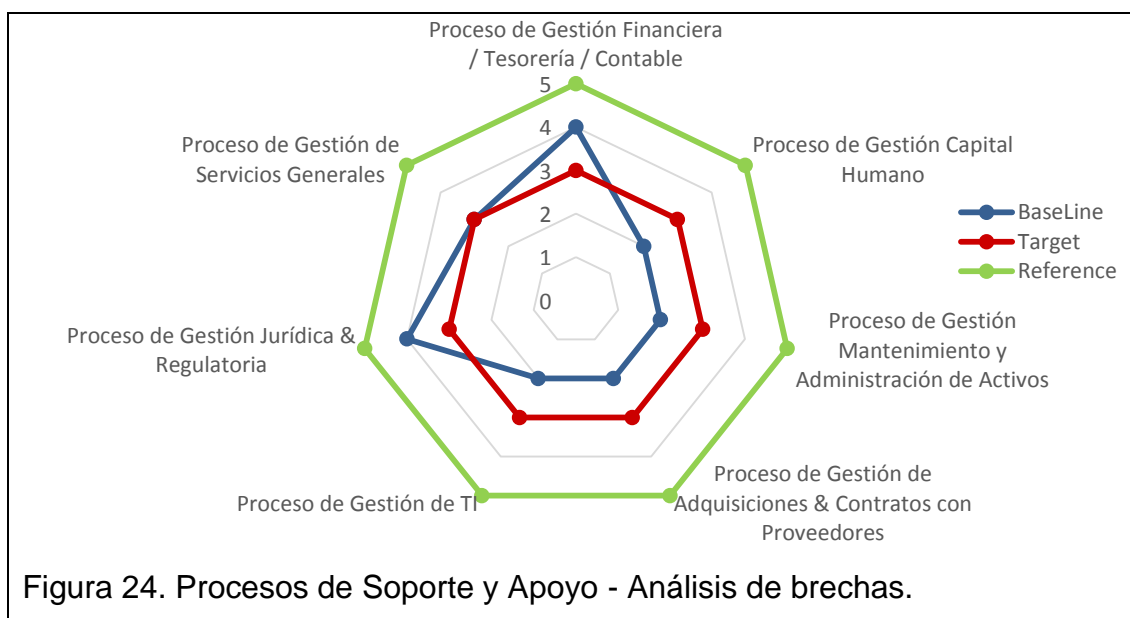 Proceso de Gestión Financiera
/ Tesorería / Contable
5
4
3
2
1
0
Proceso de Gestión Capital
Humano
Proceso de Gestión
Mantenimiento y
Administración de Activos
Proceso de Gestión de
Adquisiciones & Contratos con
Proveedores
Proceso de Gestión de TI
Proceso de Gestión Jurídica &
Regulatoria
Proceso de Gestión de
Servicios Generales
BaseLine
Target
Reference
Figura 24. Procesos de Soporte y Apoyo - Análisis de brechas.